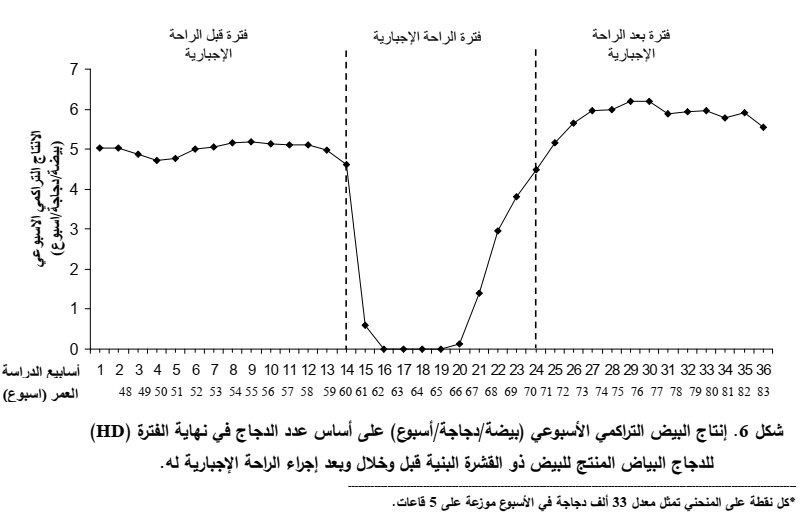 فترة قبل الراحة الإجبارية
فترة الراحة الإجبارية
فترة بعد الراحة الإجبارية
الانتاج التراكمي الاسبوعي
(بيضة/دجاجة/اسبوع)
7
6
5
4
3
2
1
0
أسابيع الدراسة 1 2 3 4 5 6 7 8 9 10 11 12 13 14 15 16 17 18 19 20 21 22 23 24 25 26 27 28 29 30 31 32 33 34 35 36
العمر (اسبوع) 48 49 50 51 52 53 54 55 56 57 58 59 60 61 62 63 64 65 66 67 68 69 70 71 72 73 74 75 76 77 78 79 80 81 82 83
شكل 6. إنتاج البيض التراكمي الأسبوعي (بيضة/دجاجة/أسبوع) على أساس عدد الدجاج في نهاية الفترة (HD)
للدجاج البياض المنتج للبيض ذو القشرة البنية قبل وخلال وبعد إجراء الراحة الإجبارية له.
*كل نقطة على المنحني تمثل معدل 33 ألف دجاجة في الأسبوع موزعة على 5 قاعات.